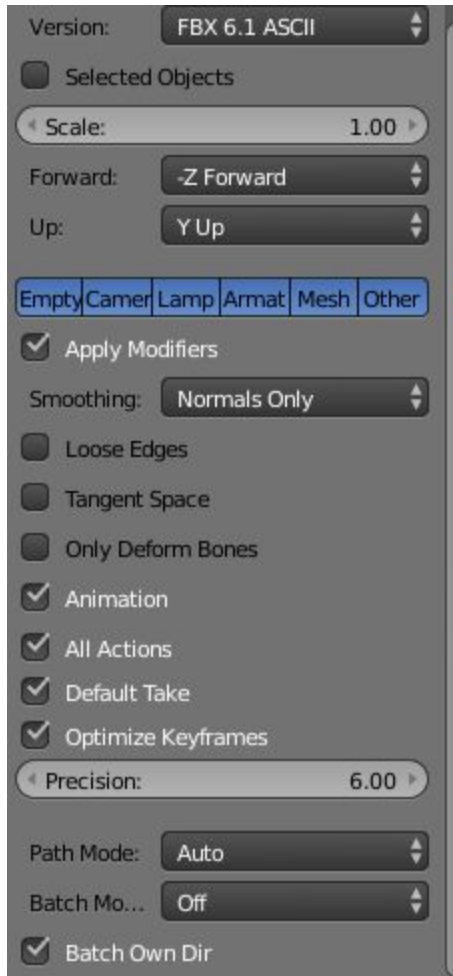 Version: FBX 6.1 ASCII
Selected Objects
Scale: 1.00
Forward: -Z Forward
Up: Y Up
Empty Camer Lamp Armat Mesh Other
Apply Modifiers
Smoothing: Normals Only
Loose Edges
Tangent Space
Only Deform Bones
Animation
All Actions
Default Take
Optimize Keyframes
Precision: 6.00
Path Mode: Auto
Batch Mo... Off
Batch Own Dir